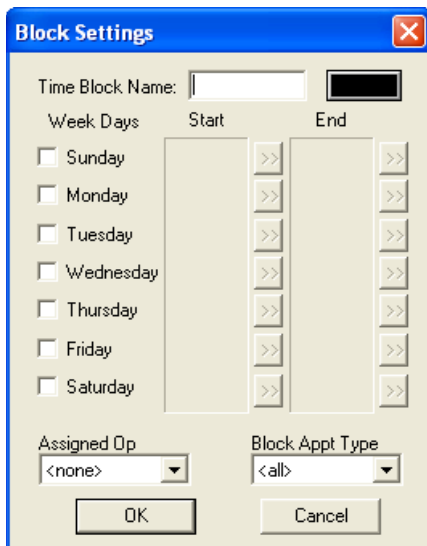 Block Settings
Time Block Name:
Week Days Start End
Sunday >> >>
Monday >> >>
Tuesday >> >>
Wednesday >> >>
Thursday >> >>
Friday >> >>
Saturday >> >>
Assigned Op Block Appt Type
<none> <all>
OK Cancel